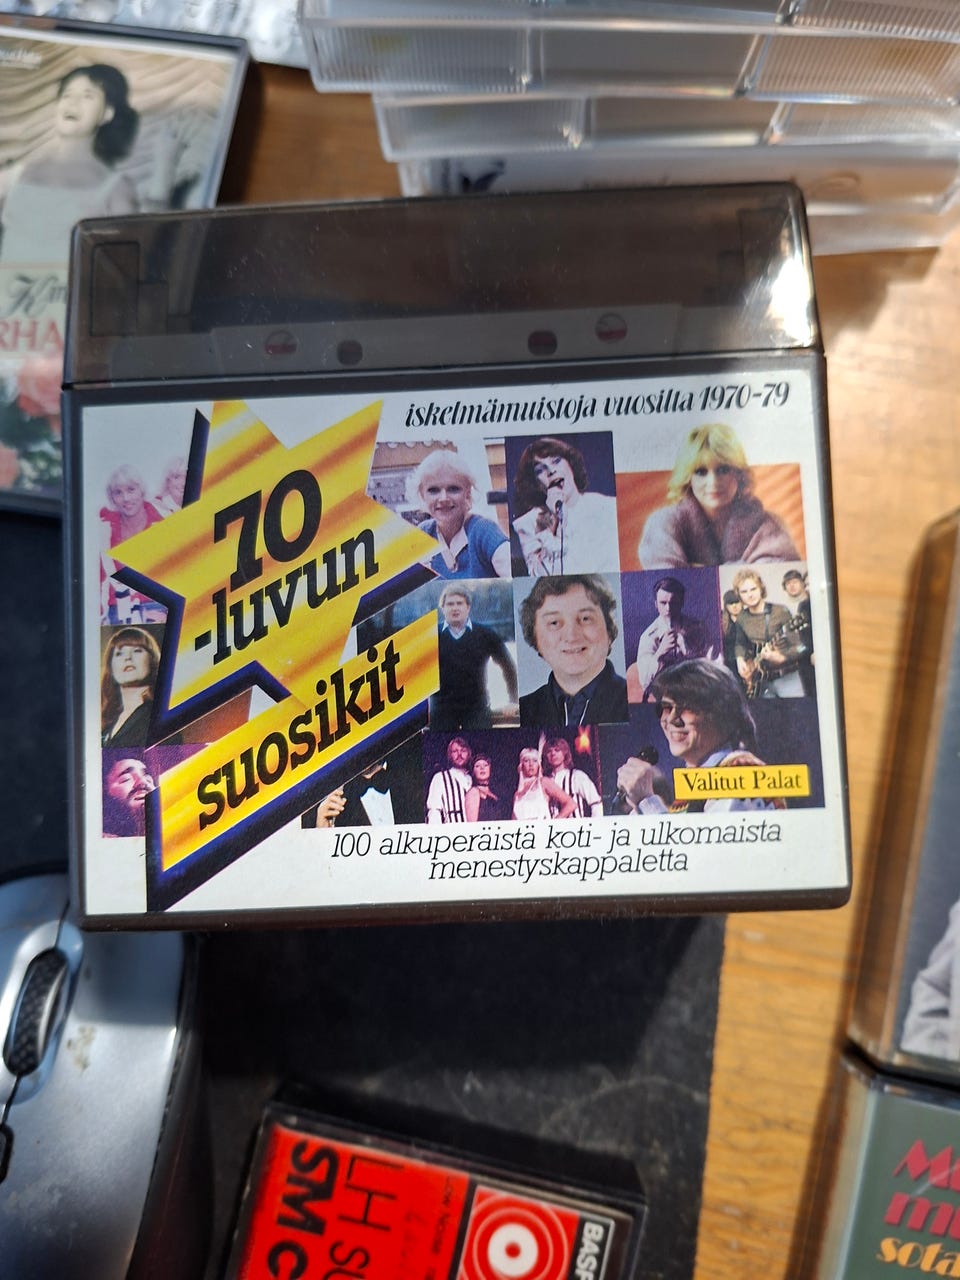 iskelmämuistoja vuosilta 1970-79
70
-luvun
suosikit
Valitut Palat
100 alkuperäistä koti- ja ulkomaista
menestyskappaletta
LH
SM
BASF